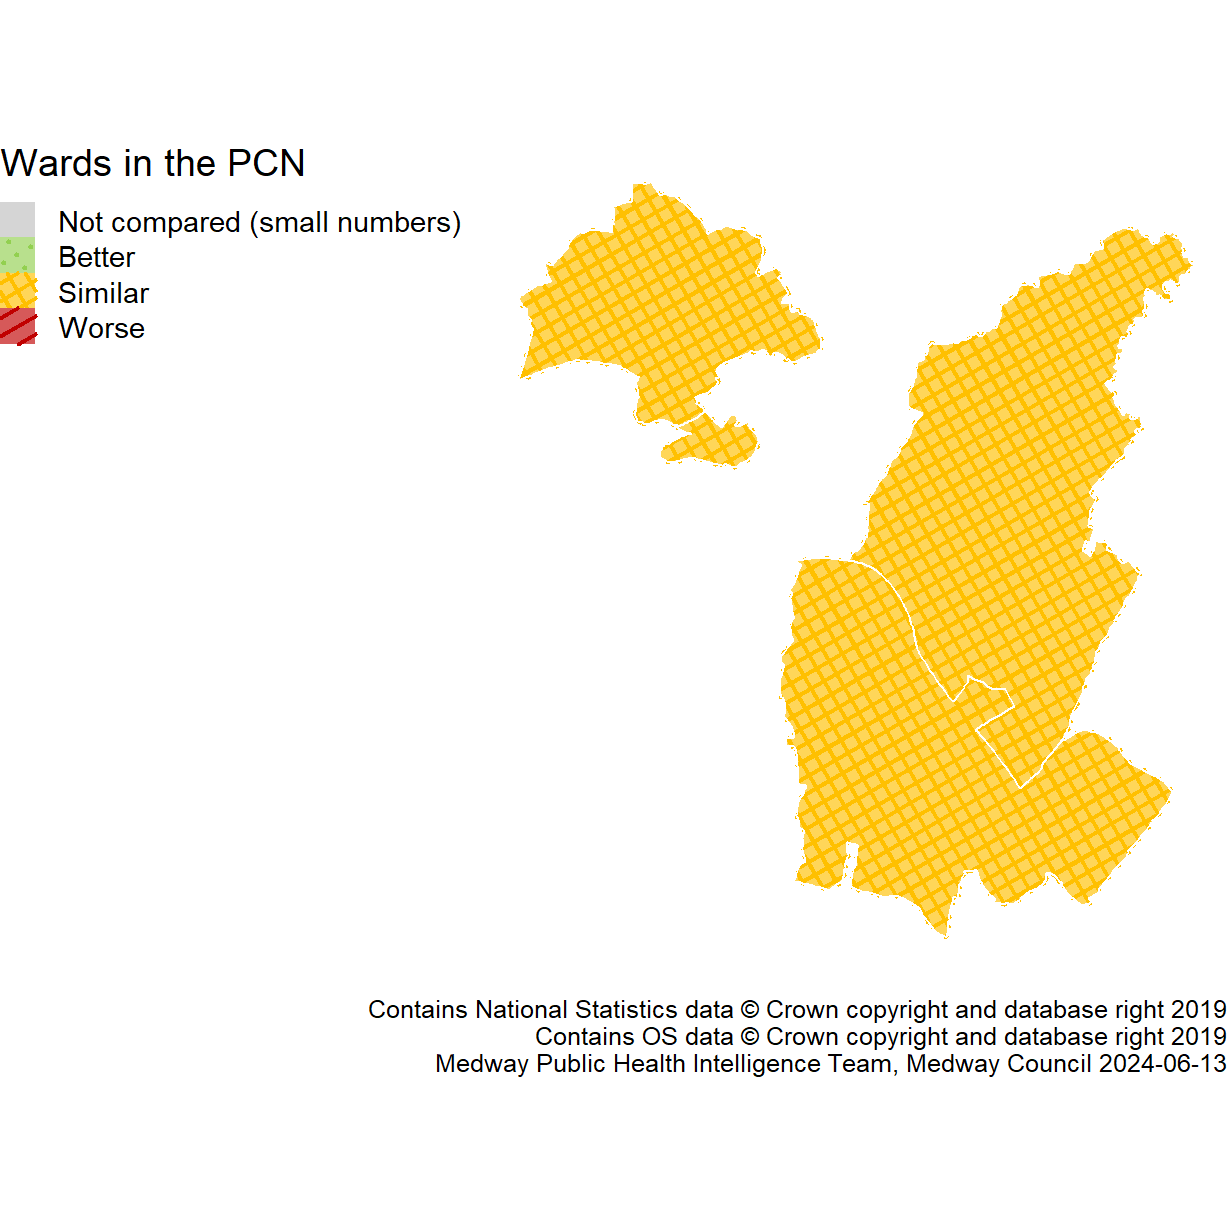 Wards in the PCN
Not compared (small numbers)
Better
Similar
Worse
Contains National Statistics data © Crown copyright and database right 2019
Contains OS data © Crown copyright and database right 2019
Medway Public Health Intelligence Team, Medway Council 2024-06-13